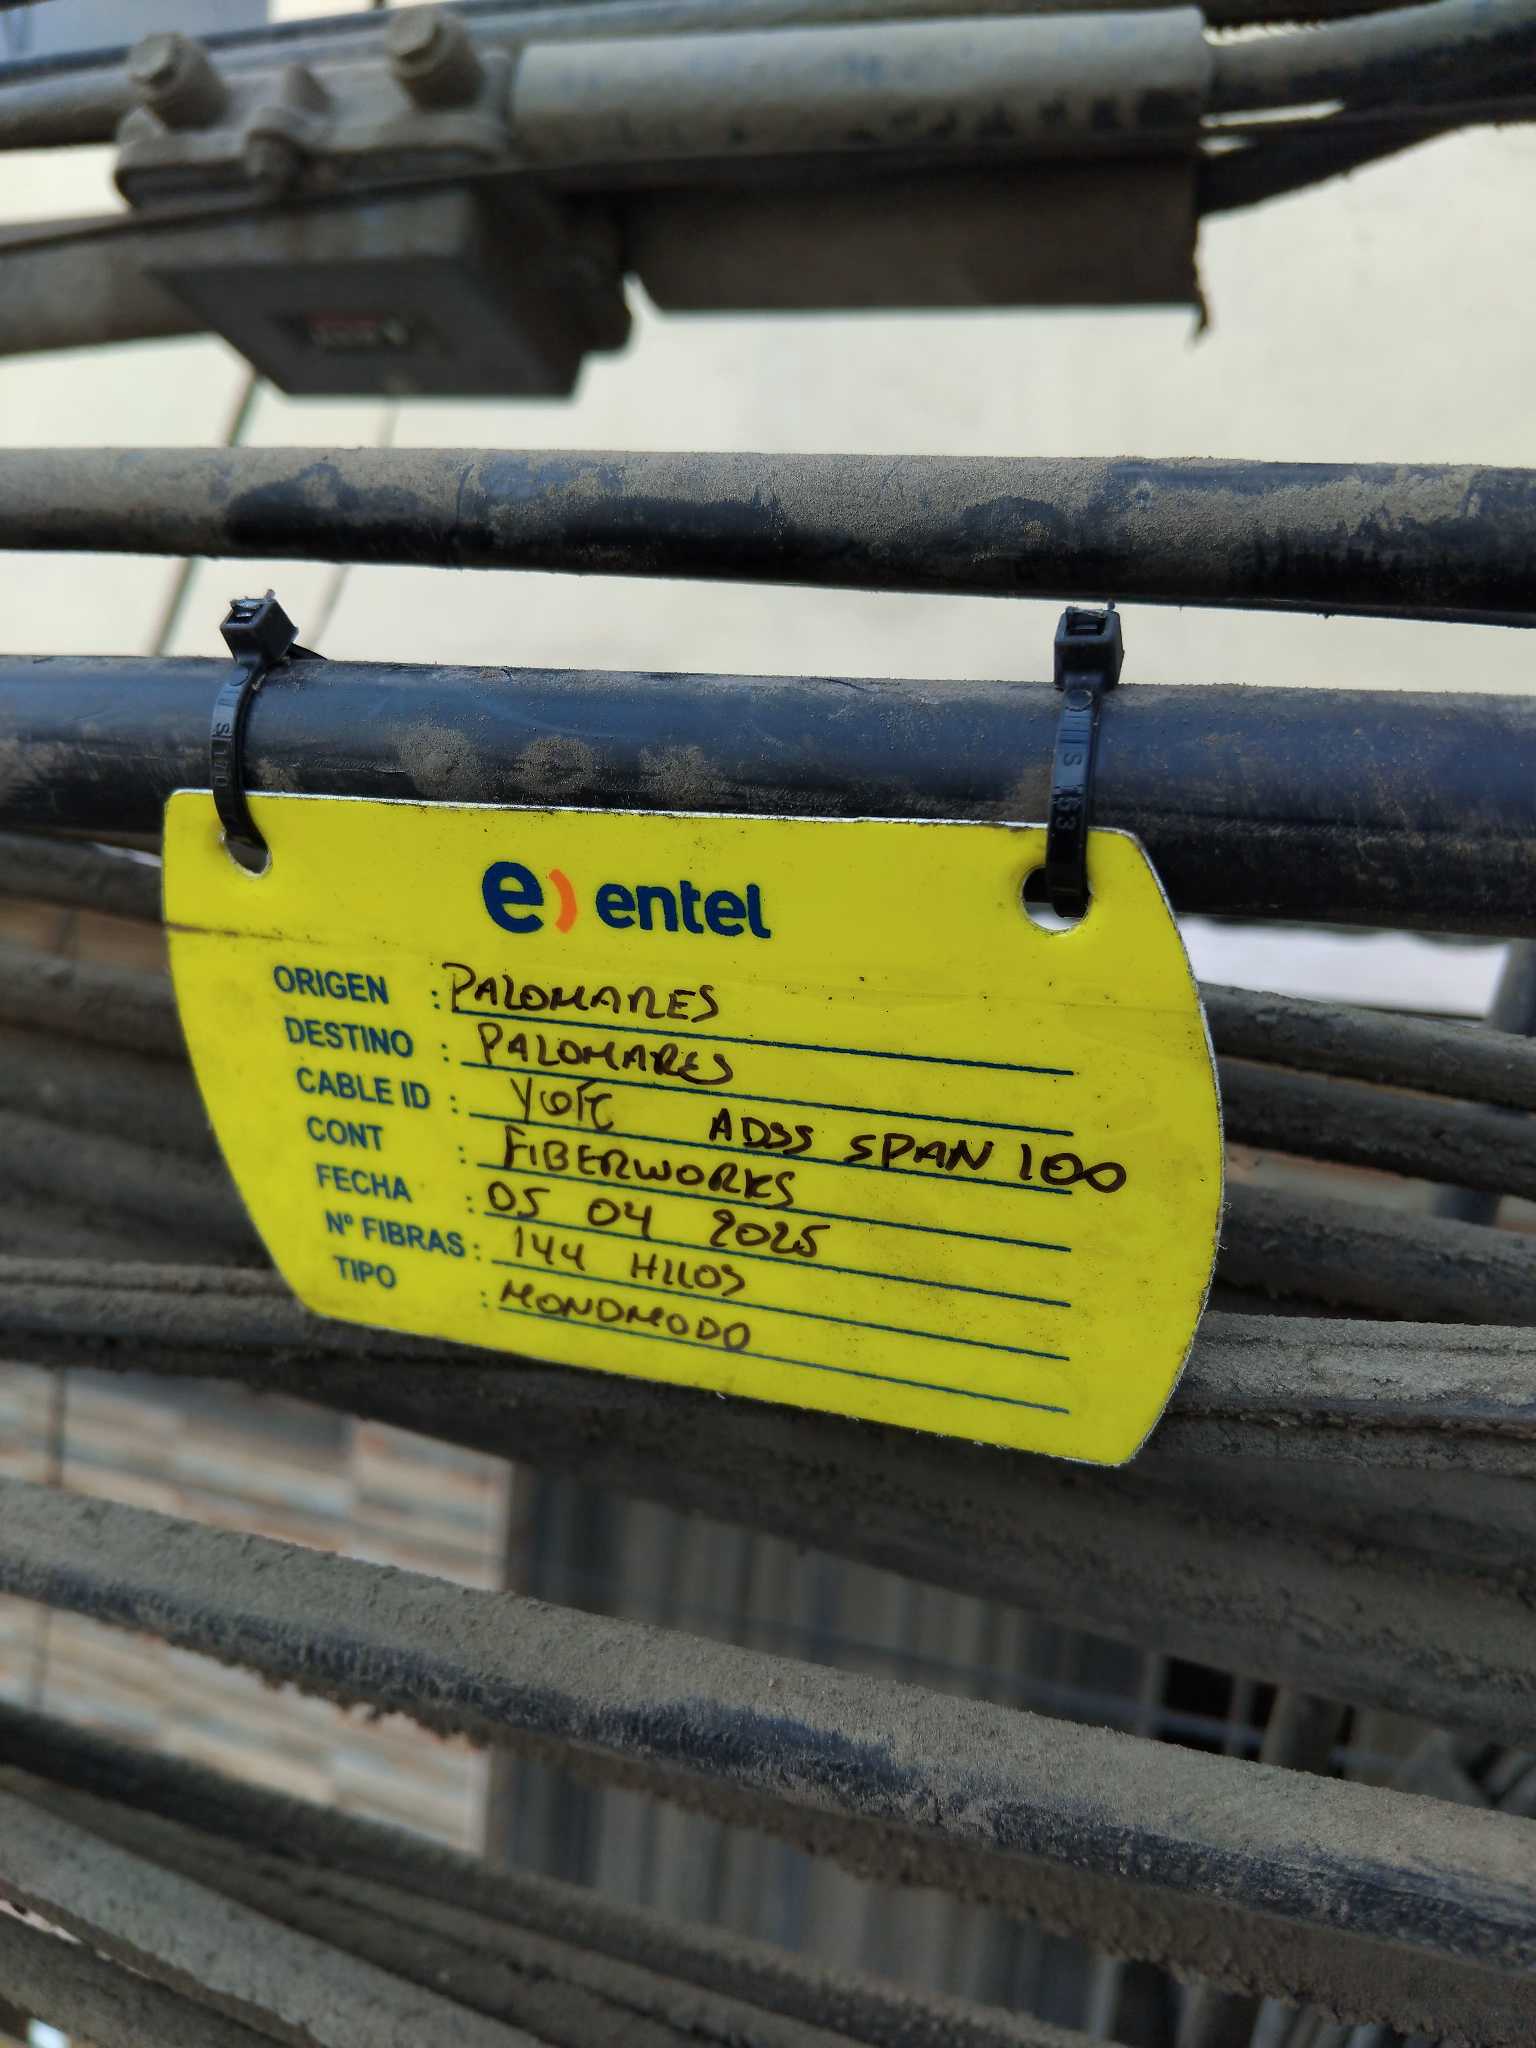 e) entel
ORIGEN : PALOMARES
DESTINO : PALOMARES
CABLE ID : YOFC ADSS SPAN 100
CONT : FIBERWORKS
FECHA : 05 04 2025
Nº FIBRAS : 144 HILOS
TIPO : MONOMODO